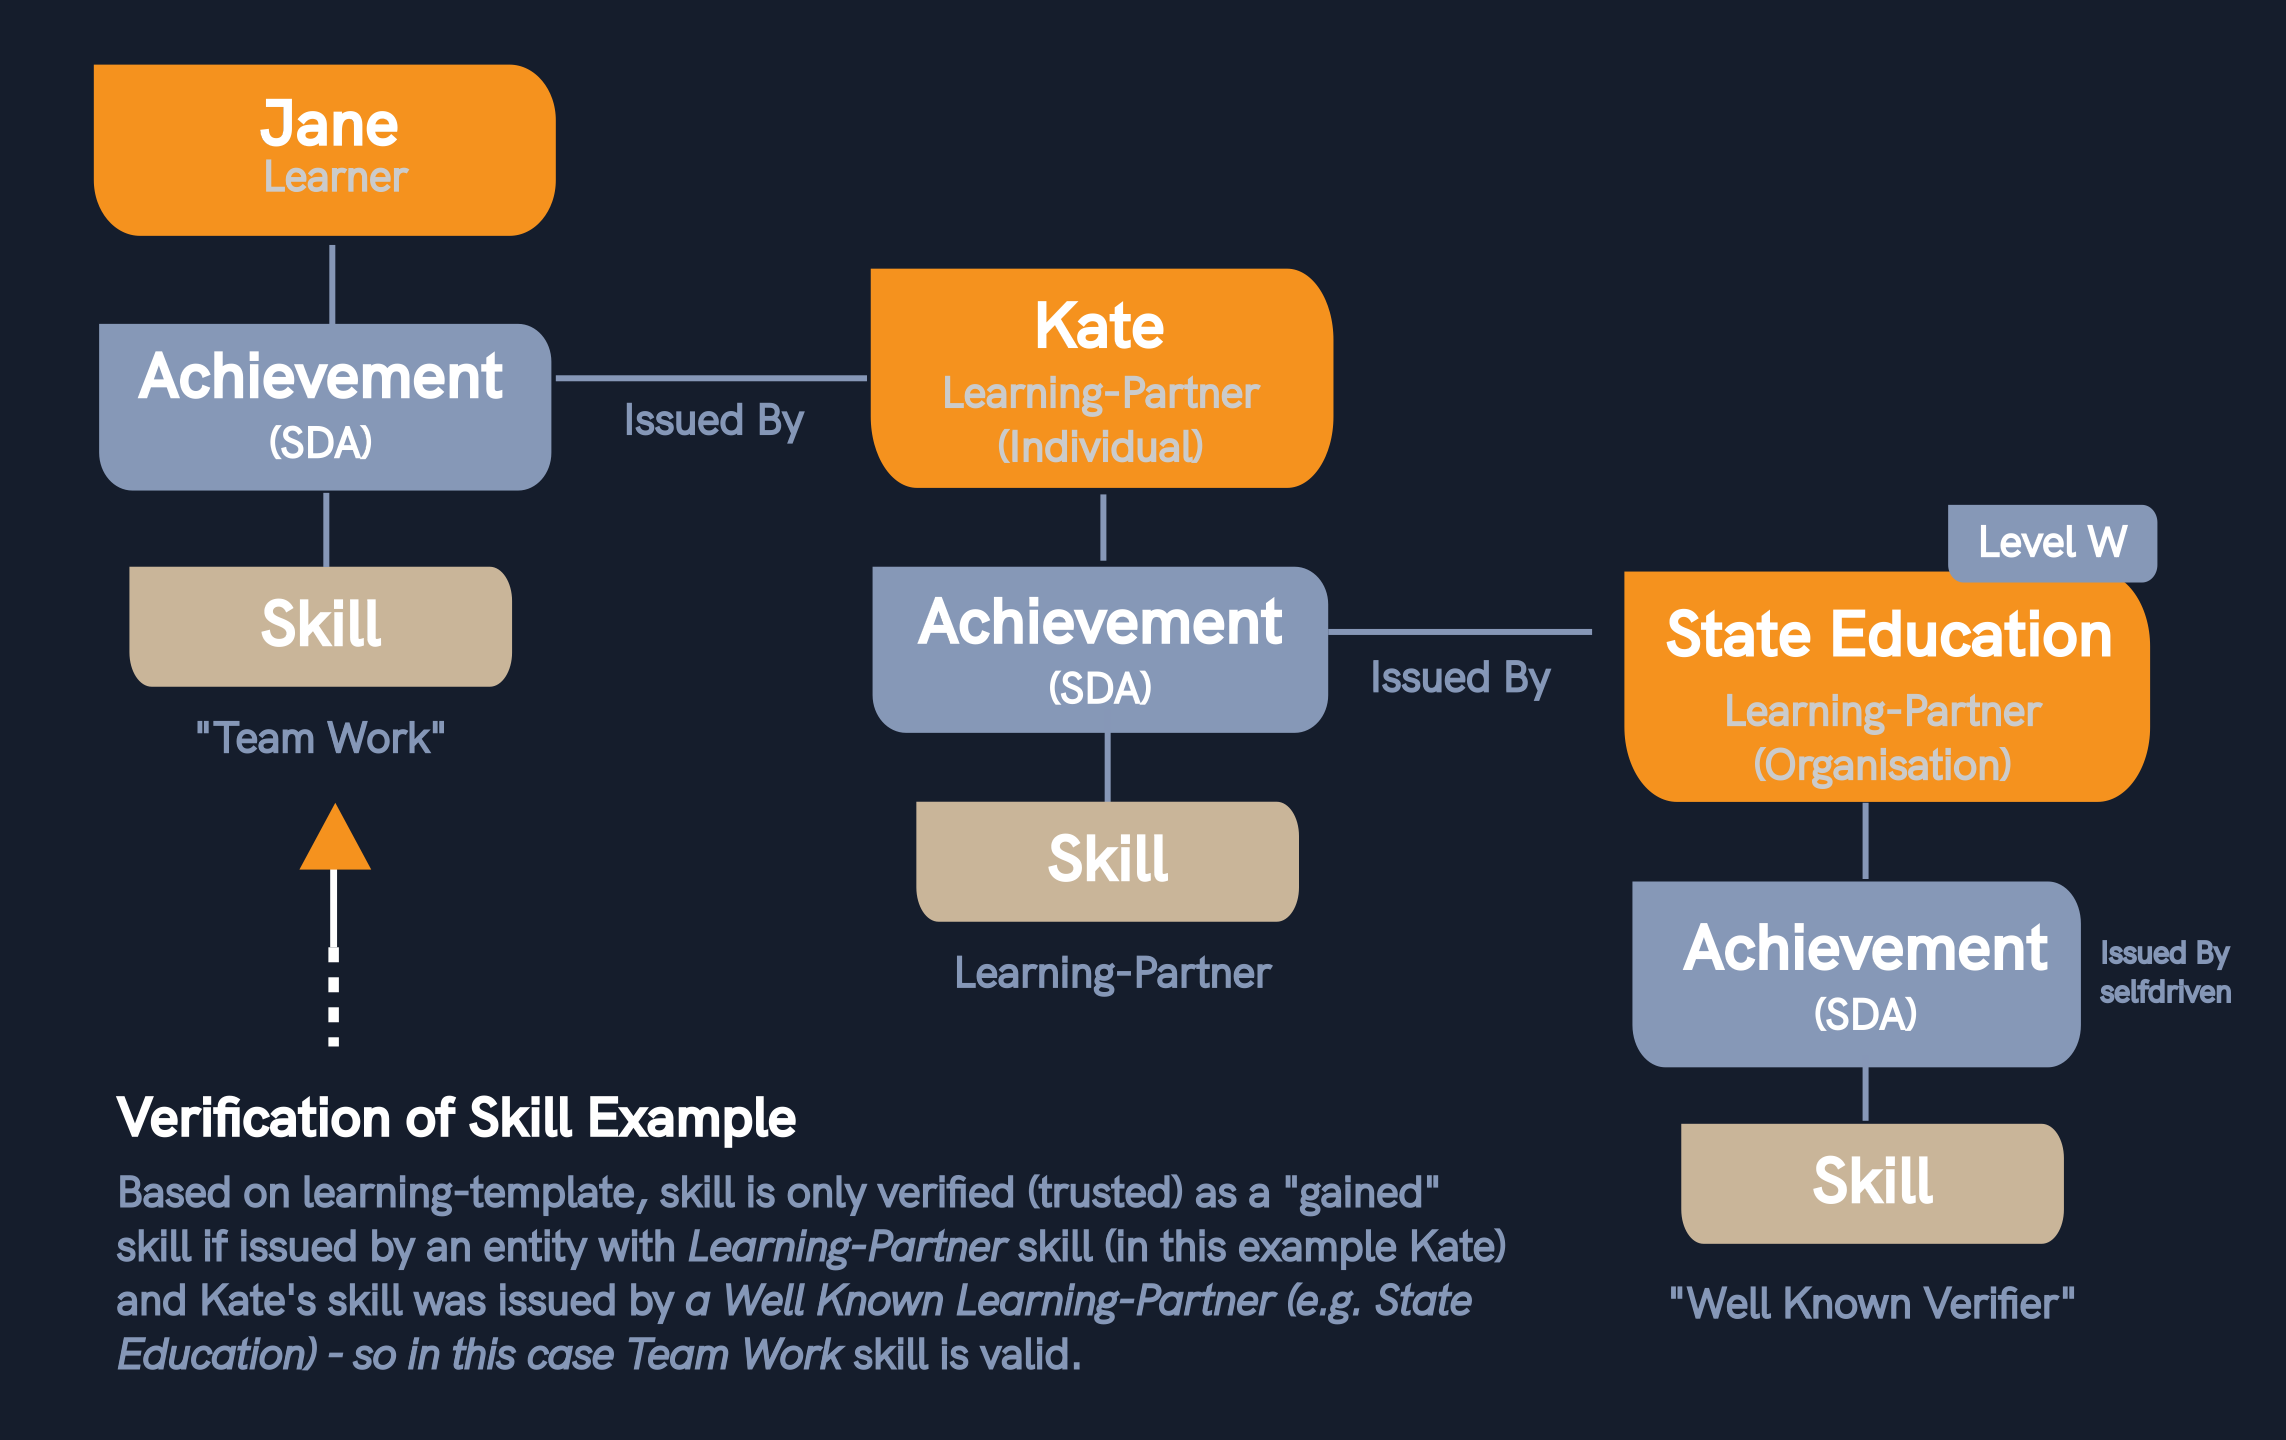 Jane
Learner
Achievement
(SDA)
Issued By
Skill
"Team Work"
Kate
Learning-Partner
(Individual)
Achievement
(SDA)
Issued By
Skill
Learning-Partner
Level W
State Education
Learning-Partner
(Organisation)
Achievement
(SDA)
Issued By
selfdriven
Skill
"Well Known Verifier"
Verification of Skill Example
Based on learning-template, skill is only verified (trusted) as a "gained"
skill if issued by an entity with Learning-Partner skill (in this example Kate)
and Kate's skill was issued by a Well Known Learning-Partner (e.g. State
Education) - so in this case Team Work skill is valid.